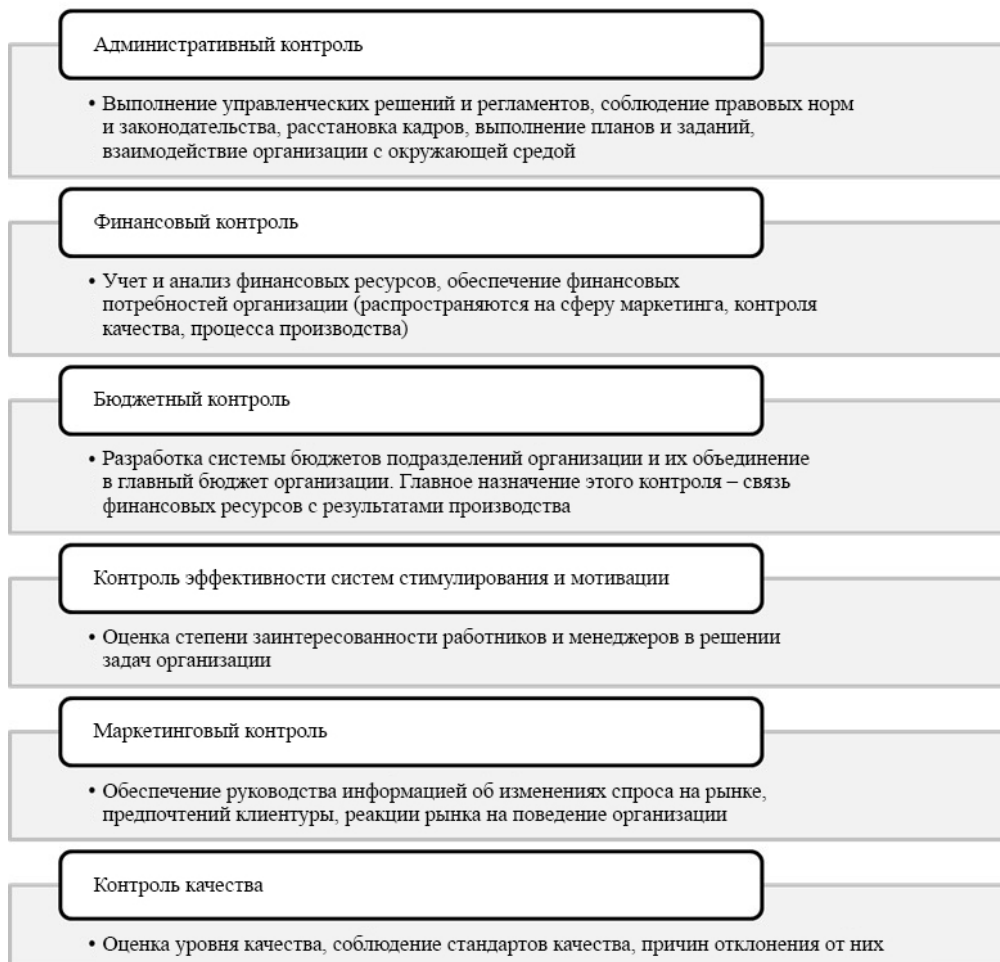 Административный контроль
• Выполнение управленческих решений и регламентов, соблюдение правовых норм
и законодательства, расстановка кадров, выполнение планов и заданий,
взаимодействие организации с окружающей средой
Финансовый контроль
• Учет и анализ финансовых ресурсов, обеспечение финансовых
потребностей организации (распространяются на сферу маркетинга, контроля
качества, процесса производства)
Бюджетный контроль
• Разработка системы бюджетов подразделений организации и их объединение
в главный бюджет организации. Главное назначение этого контроля – связь
финансовых ресурсов с результатами производства
Контроль эффективности систем стимулирования и мотивации
• Оценка степени заинтересованности работников и менеджеров в решении
задач организации
Маркетинговый контроль
• Обеспечение руководства информацией об изменениях спроса на рынке,
предпочтений клиентуры, реакции рынка на поведение организации
Контроль качества
• Оценка уровня качества, соблюдение стандартов качества, причин отклонения от них